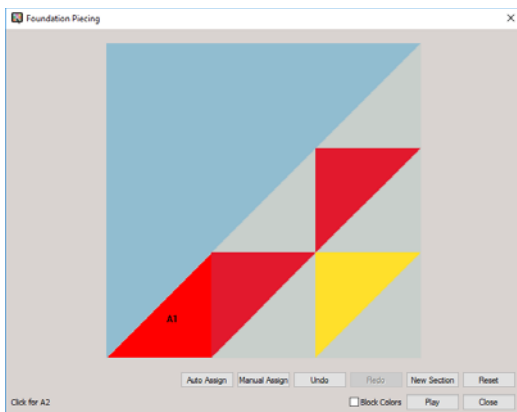 Foundation Piecing
A1
Auto Assign Manual Assign Undo Redo New Section Reset
Click for A2 Block Colors Play Close